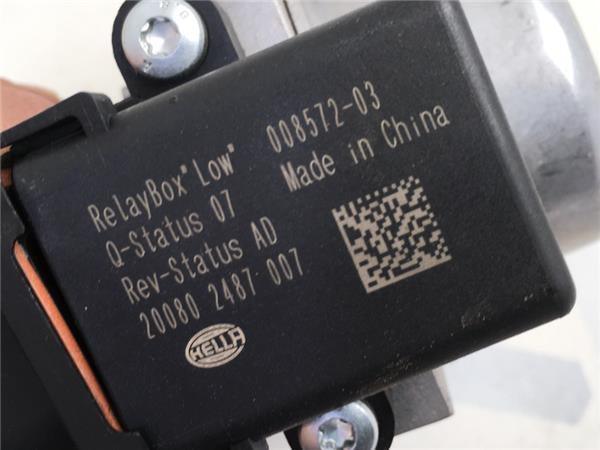 RelayBox"Low" 008572-03
Q-Status 07 Made in China
Rev-Status AD
20080 2487 007
HELLA